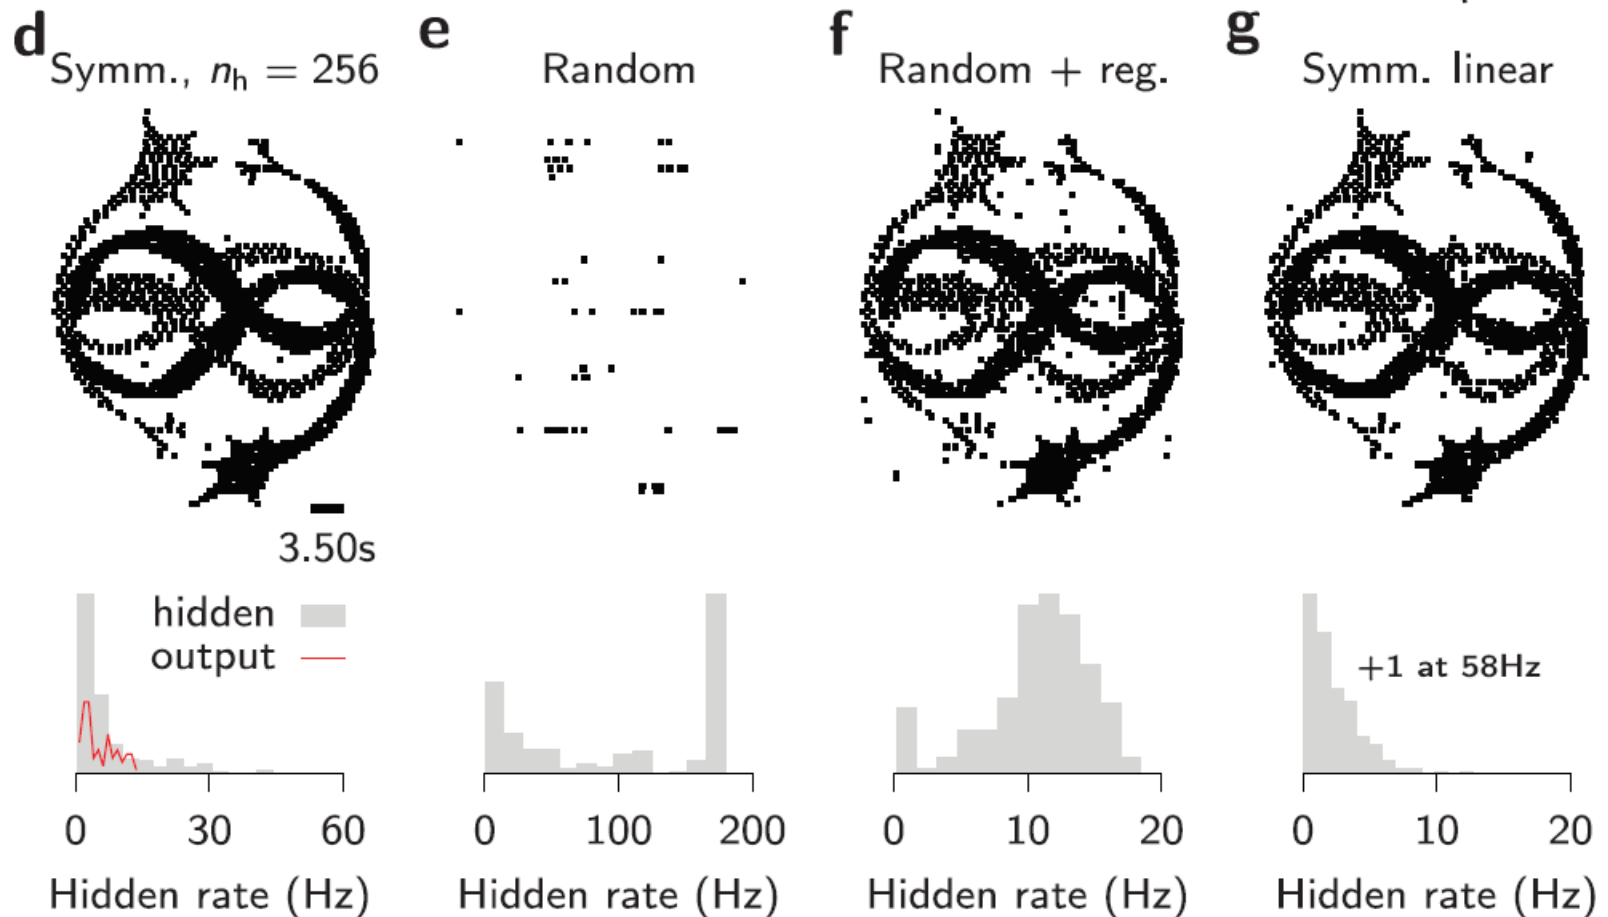 d
Symm., nh = 256
e
Random
f
Random + reg.
g
Symm. linear
3.50s
hidden
output
+1 at 58Hz
0 30 60
0 100 200
0 10 20
0 10 20
Hidden rate (Hz)
Hidden rate (Hz)
Hidden rate (Hz)
Hidden rate (Hz)